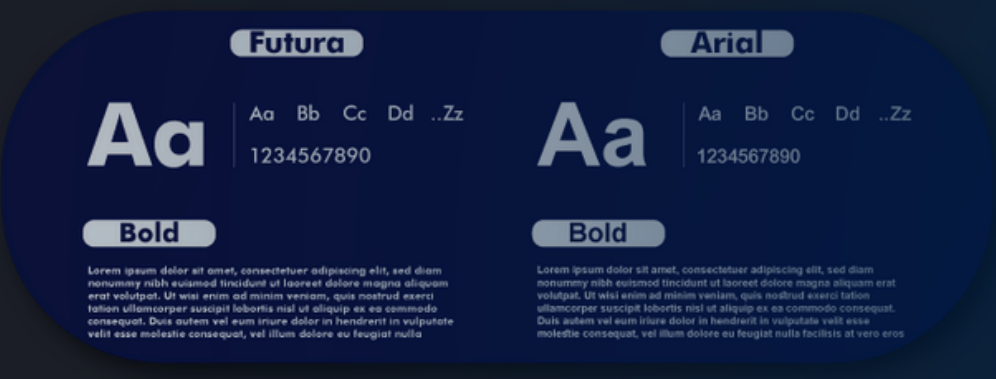 Futura
Aa
Aa Bb Cc Dd ..Zz
1234567890
Bold
Lorem ipsum dolor sit amet, consectetuer adipiscing elit, sed diam
nonummy nibh euismod tincidunt ut laoreet dolore magna aliquam
erat volutpat. Ut wisi enim ad minim veniam, quis nostrud exerci
tation ullamcorper suscipit lobortis nisl ut aliquip ex ea commodo
consequat. Duis autem vel eum iriure dolor in hendrerit in vulputate
velit esse molestie consequat, vel illum dolore eu feugiat nulla
Arial
Aa
Aa Bb Cc Dd ..Zz
1234567890
Bold
Lorem ipsum dolor sit amet, consectetuer adipiscing elit, sed diam
nonummy nibh euismod tincidunt ut laoreet dolore magna aliquam erat
volutpat. Ut wisi enim ad minim veniam, quis nostrud exerci tation
ullamcorper suscipit lobortis nisl ut aliquip ex ea commodo consequat.
Duis autem vel eum iriure dolor in hendrerit in vulputate velit esse
molestie consequat, vel illum dolore eu feugiat nulla facilisis at vero eros